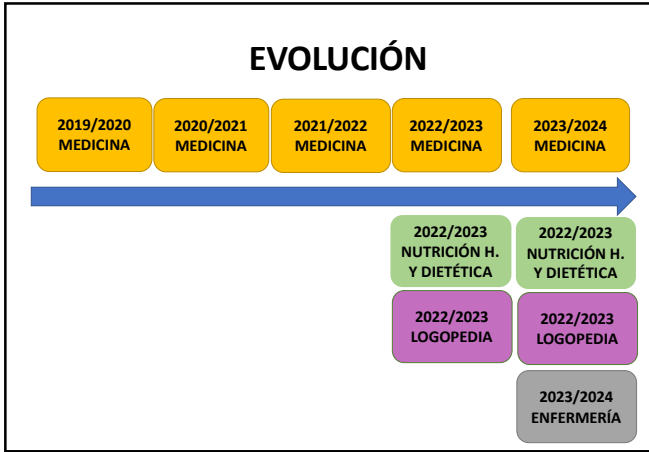 EVOLUCIÓN
2019/2020
MEDICINA
2020/2021
MEDICINA
2021/2022
MEDICINA
2022/2023
MEDICINA
2023/2024
MEDICINA
2022/2023
NUTRICIÓN H.
Y DIETÉTICA
2022/2023
NUTRICIÓN H.
Y DIETÉTICA
2022/2023
LOGOPEDIA
2022/2023
LOGOPEDIA
2023/2024
ENFERMERÍA